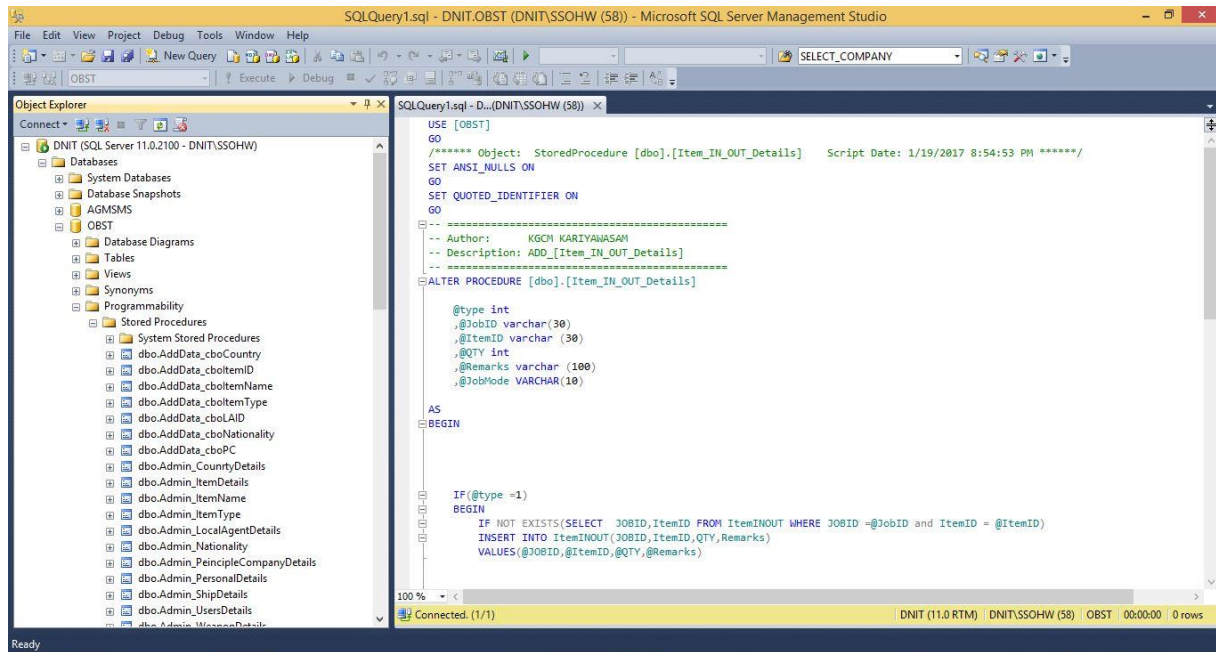 SQLQuery1.sql - DNIT.OBST (DNIT\SSOHW (58)) - Microsoft SQL Server Management Studio
File Edit View Project Debug Tools Window Help
New Query SELECT_COMPANY
OBST Execute Debug
Object Explorer
Connect
DNIT (SQL Server 11.0.2100 - DNIT\SSOHW)
Databases
System Databases
Database Snapshots
AGMSMS
OBST
Database Diagrams
Tables
Views
Synonyms
Programmability
Stored Procedures
System Stored Procedures
dbo.AddData_cboCountry
dbo.AddData_cboItemID
dbo.AddData_cboItemName
dbo.AddData_cboItemType
dbo.AddData_cboLAID
dbo.AddData_cboNationality
dbo.AddData_cboPC
dbo.Admin_CounrtyDetails
dbo.Admin_ItemDetails
dbo.Admin_ItemName
dbo.Admin_ItemType
dbo.Admin_LocalAgentDetails
dbo.Admin_Nationality
dbo.Admin_PeincipleCompanyDetails
dbo.Admin_PersonalDetails
dbo.Admin_ShipDetails
dbo.Admin_UsersDetails
dbo.Admin_WeaponDetails
SQLQuery1.sql - D...(DNIT\SSOHW (58))
USE [OBST]
GO
/****** Object: StoredProcedure [dbo].[Item_IN_OUT_Details] Script Date: 1/19/2017 8:54:53 PM ******/
SET ANSI_NULLS ON
GO
SET QUOTED_IDENTIFIER ON
GO
-- =============================================
-- Author: KGCM KARIYAWASAM
-- Description: ADD_[Item_IN_OUT_Details]
-- =============================================
ALTER PROCEDURE [dbo].[Item_IN_OUT_Details]
@type int
,@JobID varchar(30)
,@ItemID varchar (30)
,@QTY int
,@Remarks varchar (100)
,@JobMode VARCHAR(10)
AS
BEGIN
IF(@type =1)
BEGIN
IF NOT EXISTS(SELECT JOBID,ItemID FROM ItemINOUT WHERE JOBID =@JobID and ItemID = @ItemID)
INSERT INTO ItemINOUT(JOBID,ItemID,QTY,Remarks)
VALUES(@JOBID,@ItemID,@QTY,@Remarks)
100 %
Connected. (1/1) DNIT (11.0 RTM) DNIT\SSOHW (58) OBST 00:00:00 0 rows
Ready